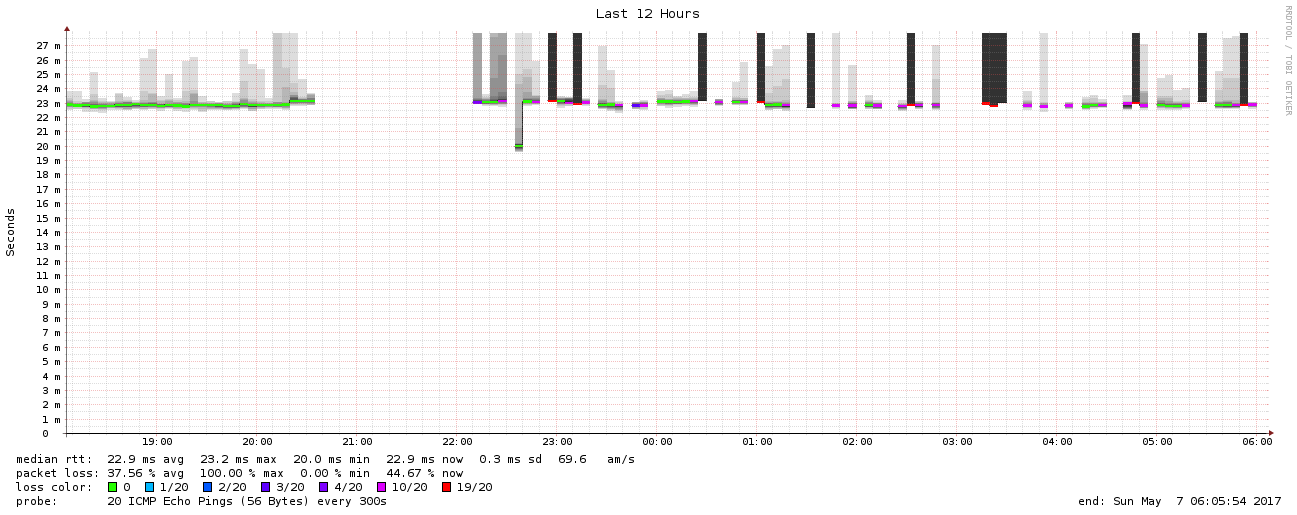 Last 12 Hours
RRDTOOL / TOBI OETIKER
Seconds
27 m
26 m
25 m
24 m
23 m
22 m
21 m
20 m
19 m
18 m
17 m
16 m
15 m
14 m
13 m
12 m
11 m
10 m
9 m
8 m
7 m
6 m
5 m
4 m
3 m
2 m
1 m
0
19:00 20:00 21:00 22:00 23:00 00:00 01:00 02:00 03:00 04:00 05:00 06:00
median rtt: 22.9 ms avg 23.2 ms max 20.0 ms min 22.9 ms now 0.3 ms sd 69.6 am/s
packet loss: 37.56 % avg 100.00 % max 0.00 % min 44.67 % now
loss color: 0 1/20 2/20 3/20 4/20 10/20 19/20
probe: 20 ICMP Echo Pings (56 Bytes) every 300s end: Sun May 7 06:05:54 2017